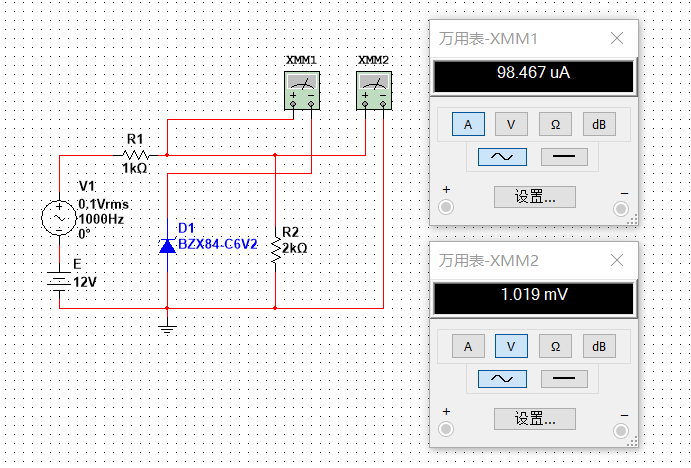 XMM1
XMM2
R1
1kΩ
V1
0.1Vrms
1000Hz
0°
E
12V
D1
BZX84-C6V2
R2
2kΩ
万用表-XMM1
98.467 uA
A
V
Ω
dB
+
设置...
−
万用表-XMM2
1.019 mV
A
V
Ω
dB
+
设置...
−